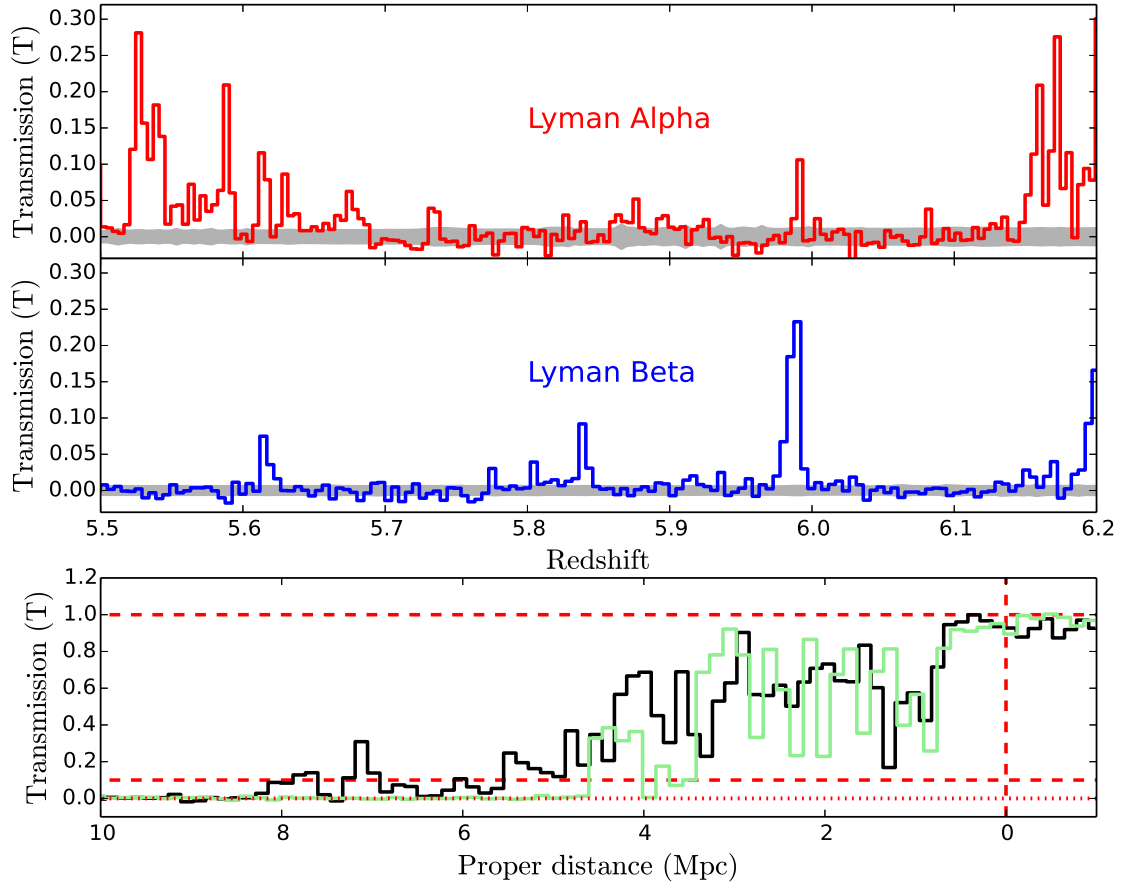 0.30
0.25
0.20
0.15
0.10
0.05
0.00
Transmission (T)
Lyman Alpha
0.30
0.25
0.20
0.15
0.10
0.05
0.00
Transmission (T)
Lyman Beta
5.5 5.6 5.7 5.8 5.9 6.0 6.1 6.2
Redshift
1.2
1.0
0.8
0.6
0.4
0.2
0.0
Transmission (T)
10 8 6 4 2 0
Proper distance (Mpc)